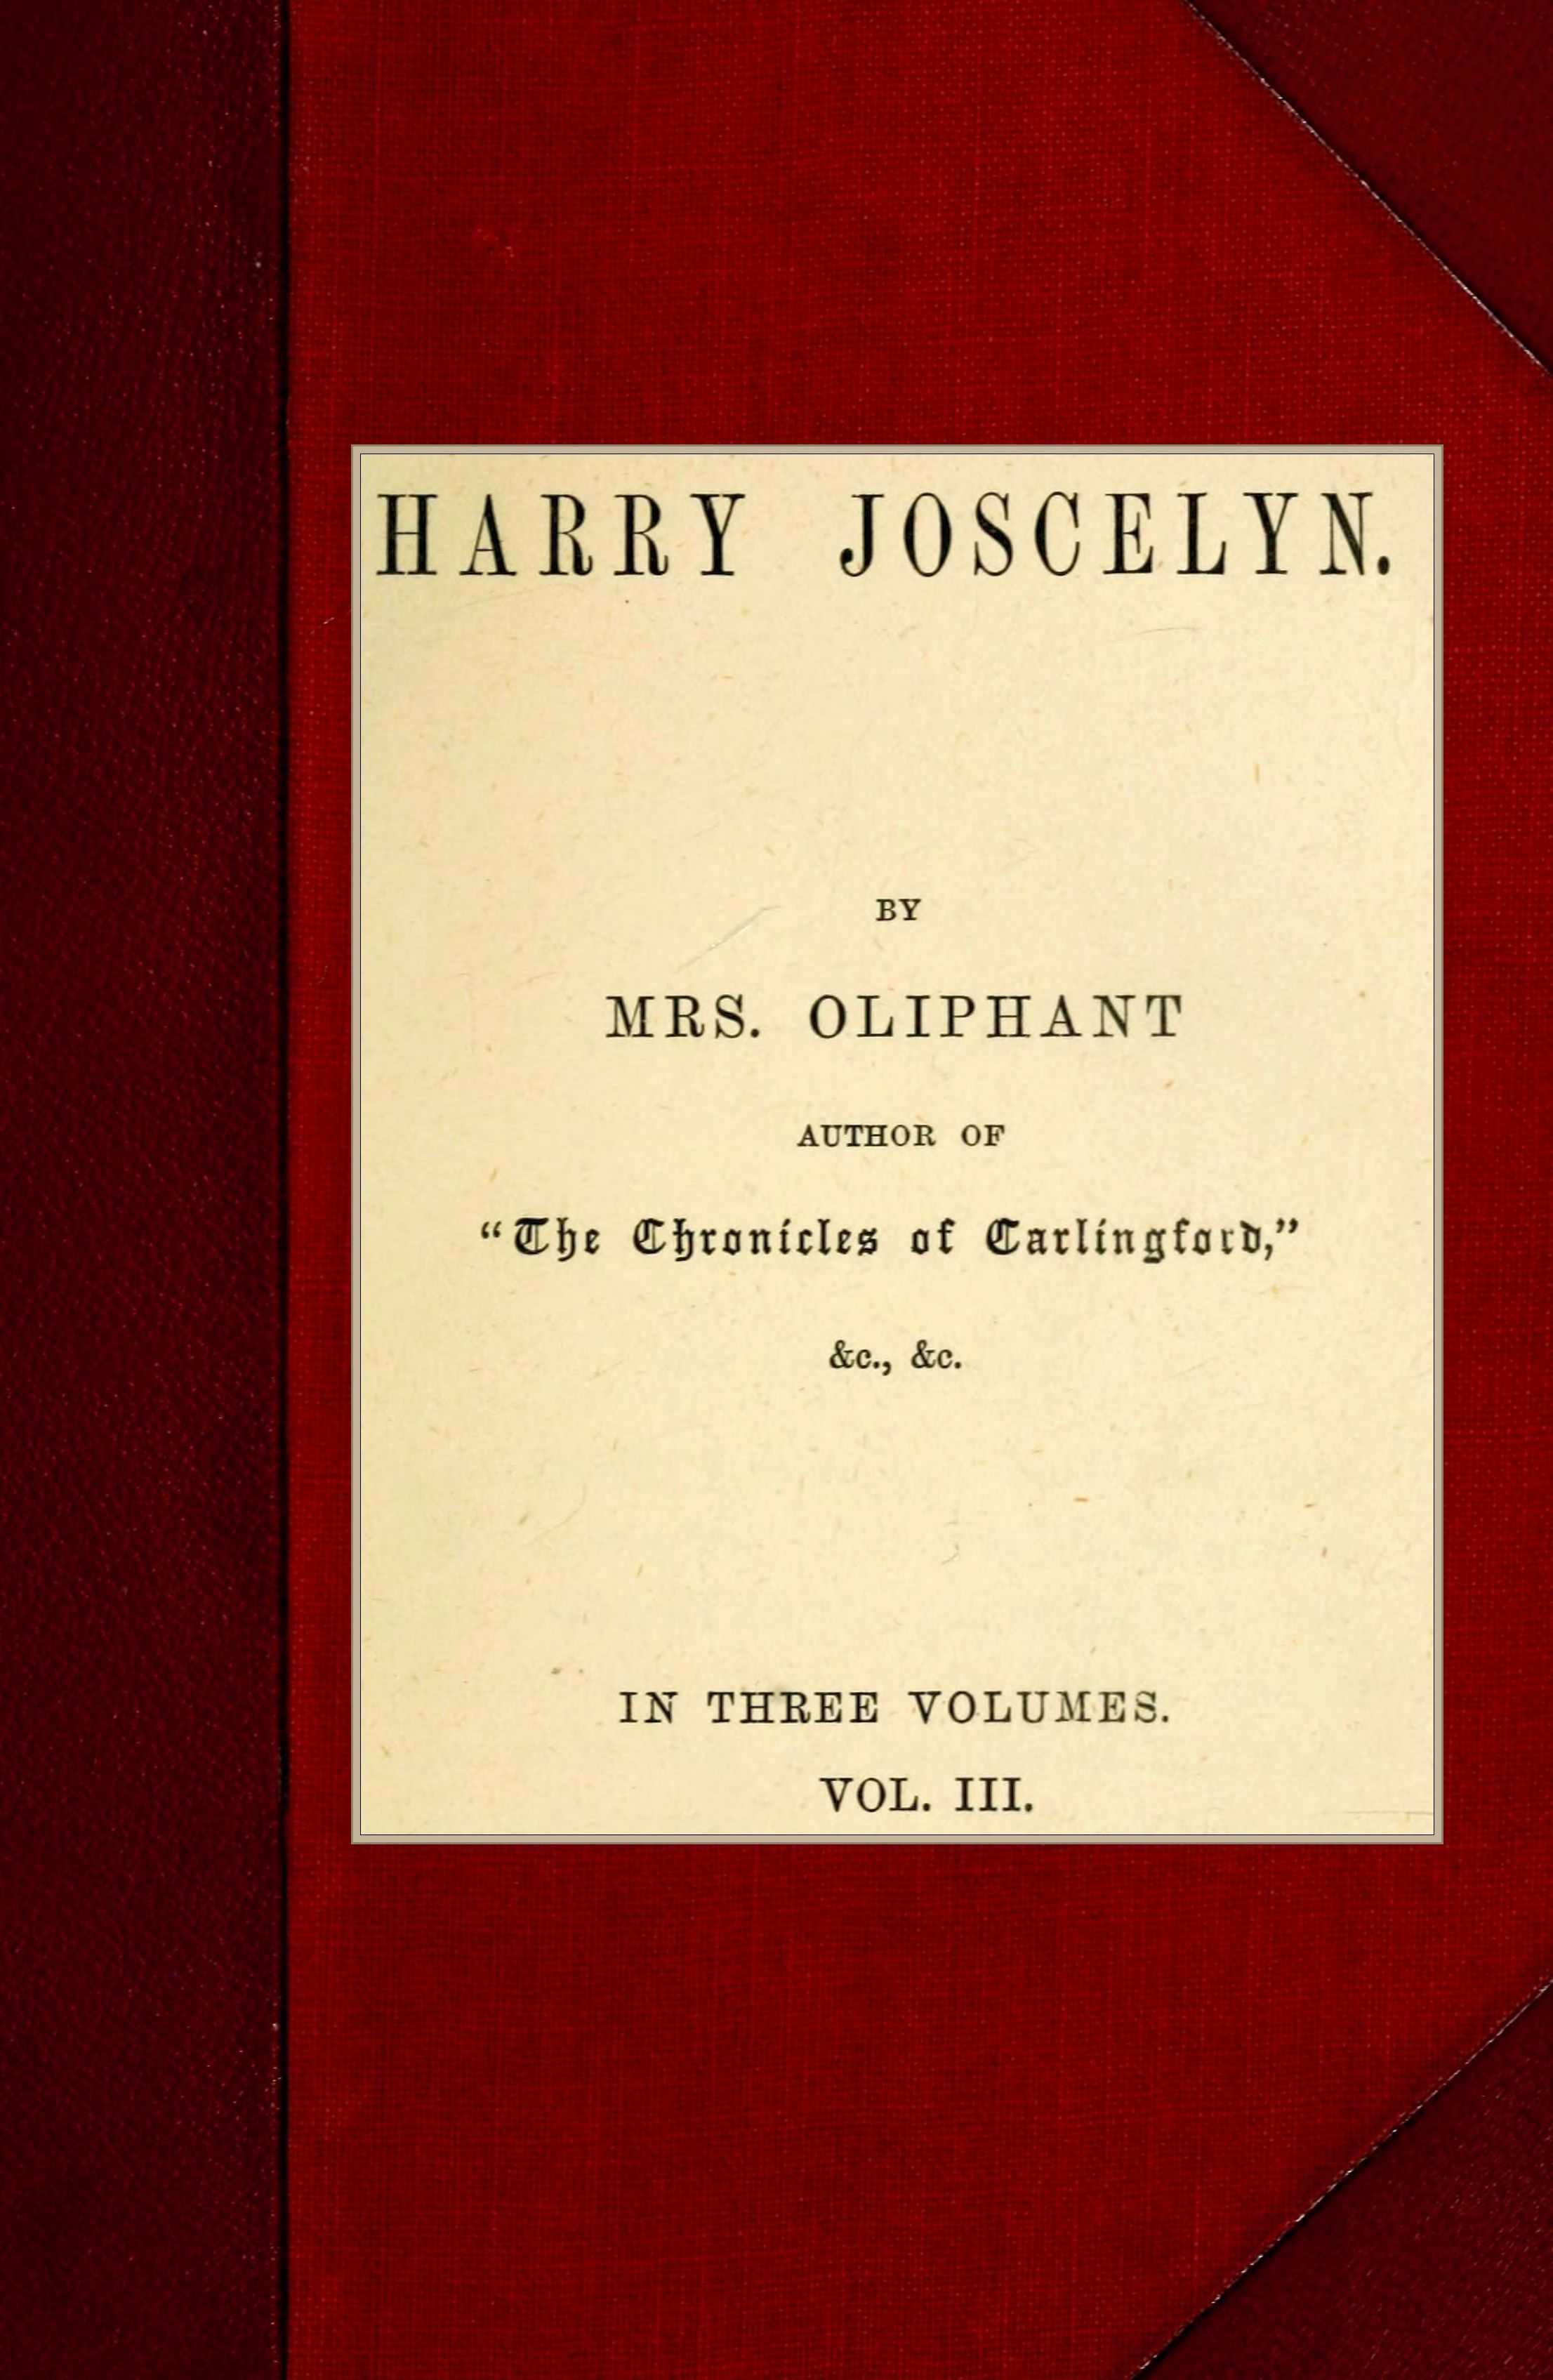 HARRY JOSCELYN.
BY
MRS. OLIPHANT
AUTHOR OF
“The Chronicles of Carlingford,”
&c., &c.
IN THREE VOLUMES.
VOL. III.